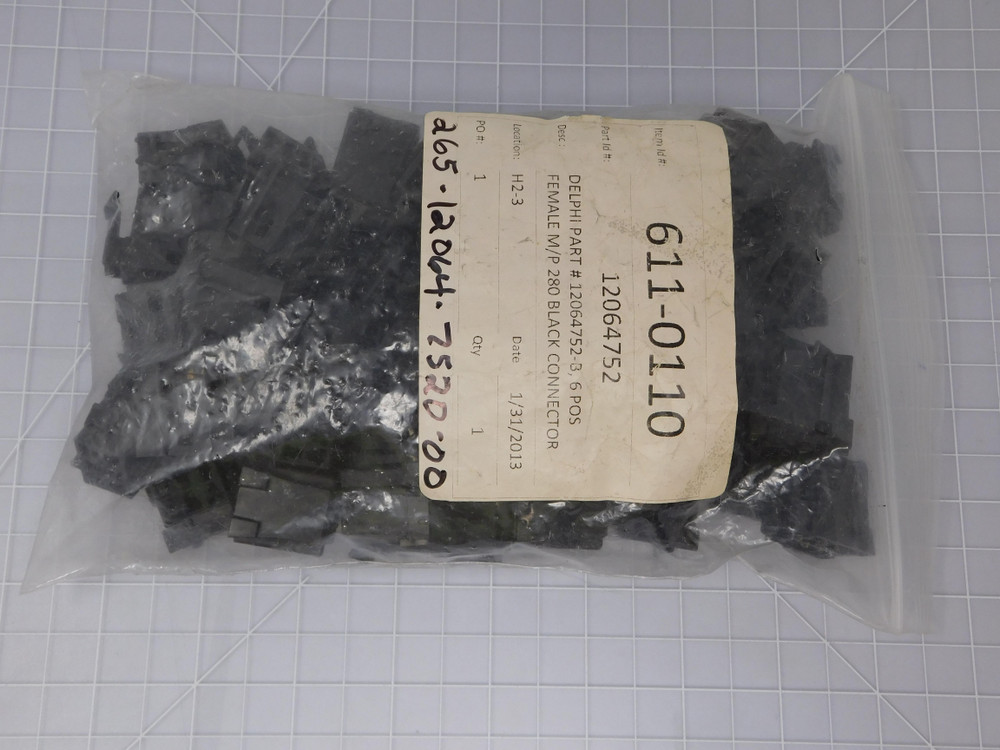 Item Id #: 611-0110
Part Id #: 12064752
Desc.: DELPHI PART # 12064752-B, 6 POS
FEMALE M/P 280 BLACK CONNECTOR
Location: H2-3 Date 1/31/2013
PO #: 1 Qty 1
265-12064-7520-00